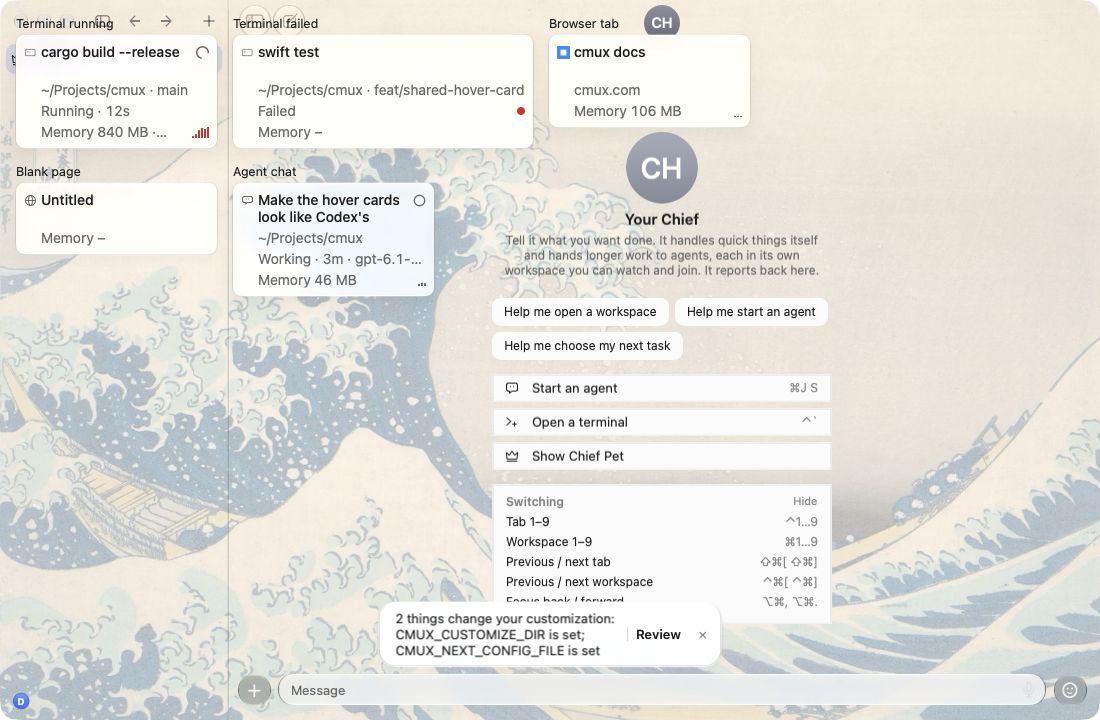 Terminal running
cargo build --release
~/Projects/cmux · main
Running · 12s
Memory 840 MB ·...
Terminal failed
swift test
~/Projects/cmux · feat/shared-hover-card
Failed
Memory –
Browser tab
CH
cmux docs
cmux.com
Memory 106 MB
...
Blank page
Untitled
Memory –
Agent chat
Make the hover cards
look like Codex's
~/Projects/cmux
Working · 3m · gpt-6.1-...
Memory 46 MB
CH
Your Chief
Tell it what you want done. It handles quick things itself
and hands longer work to agents, each in its own
workspace you can watch and join. It reports back here.
Help me open a workspace
Help me start an agent
Help me choose my next task
Start an agent ⌘J S
Open a terminal ^`
Show Chief Pet
Switching Hide
Tab 1–9 ^1...9
Workspace 1–9 ⌘1...9
Previous / next tab ⇧⌘[ ⇧⌘]
Previous / next workspace ^⌘[ ^⌘]
Focus back / forward ⌥⌘, ⌥⌘.
2 things change your customization:
CMUX_CUSTOMIZE_DIR is set;
CMUX_NEXT_CONFIG_FILE is set
Review ×
Message
D